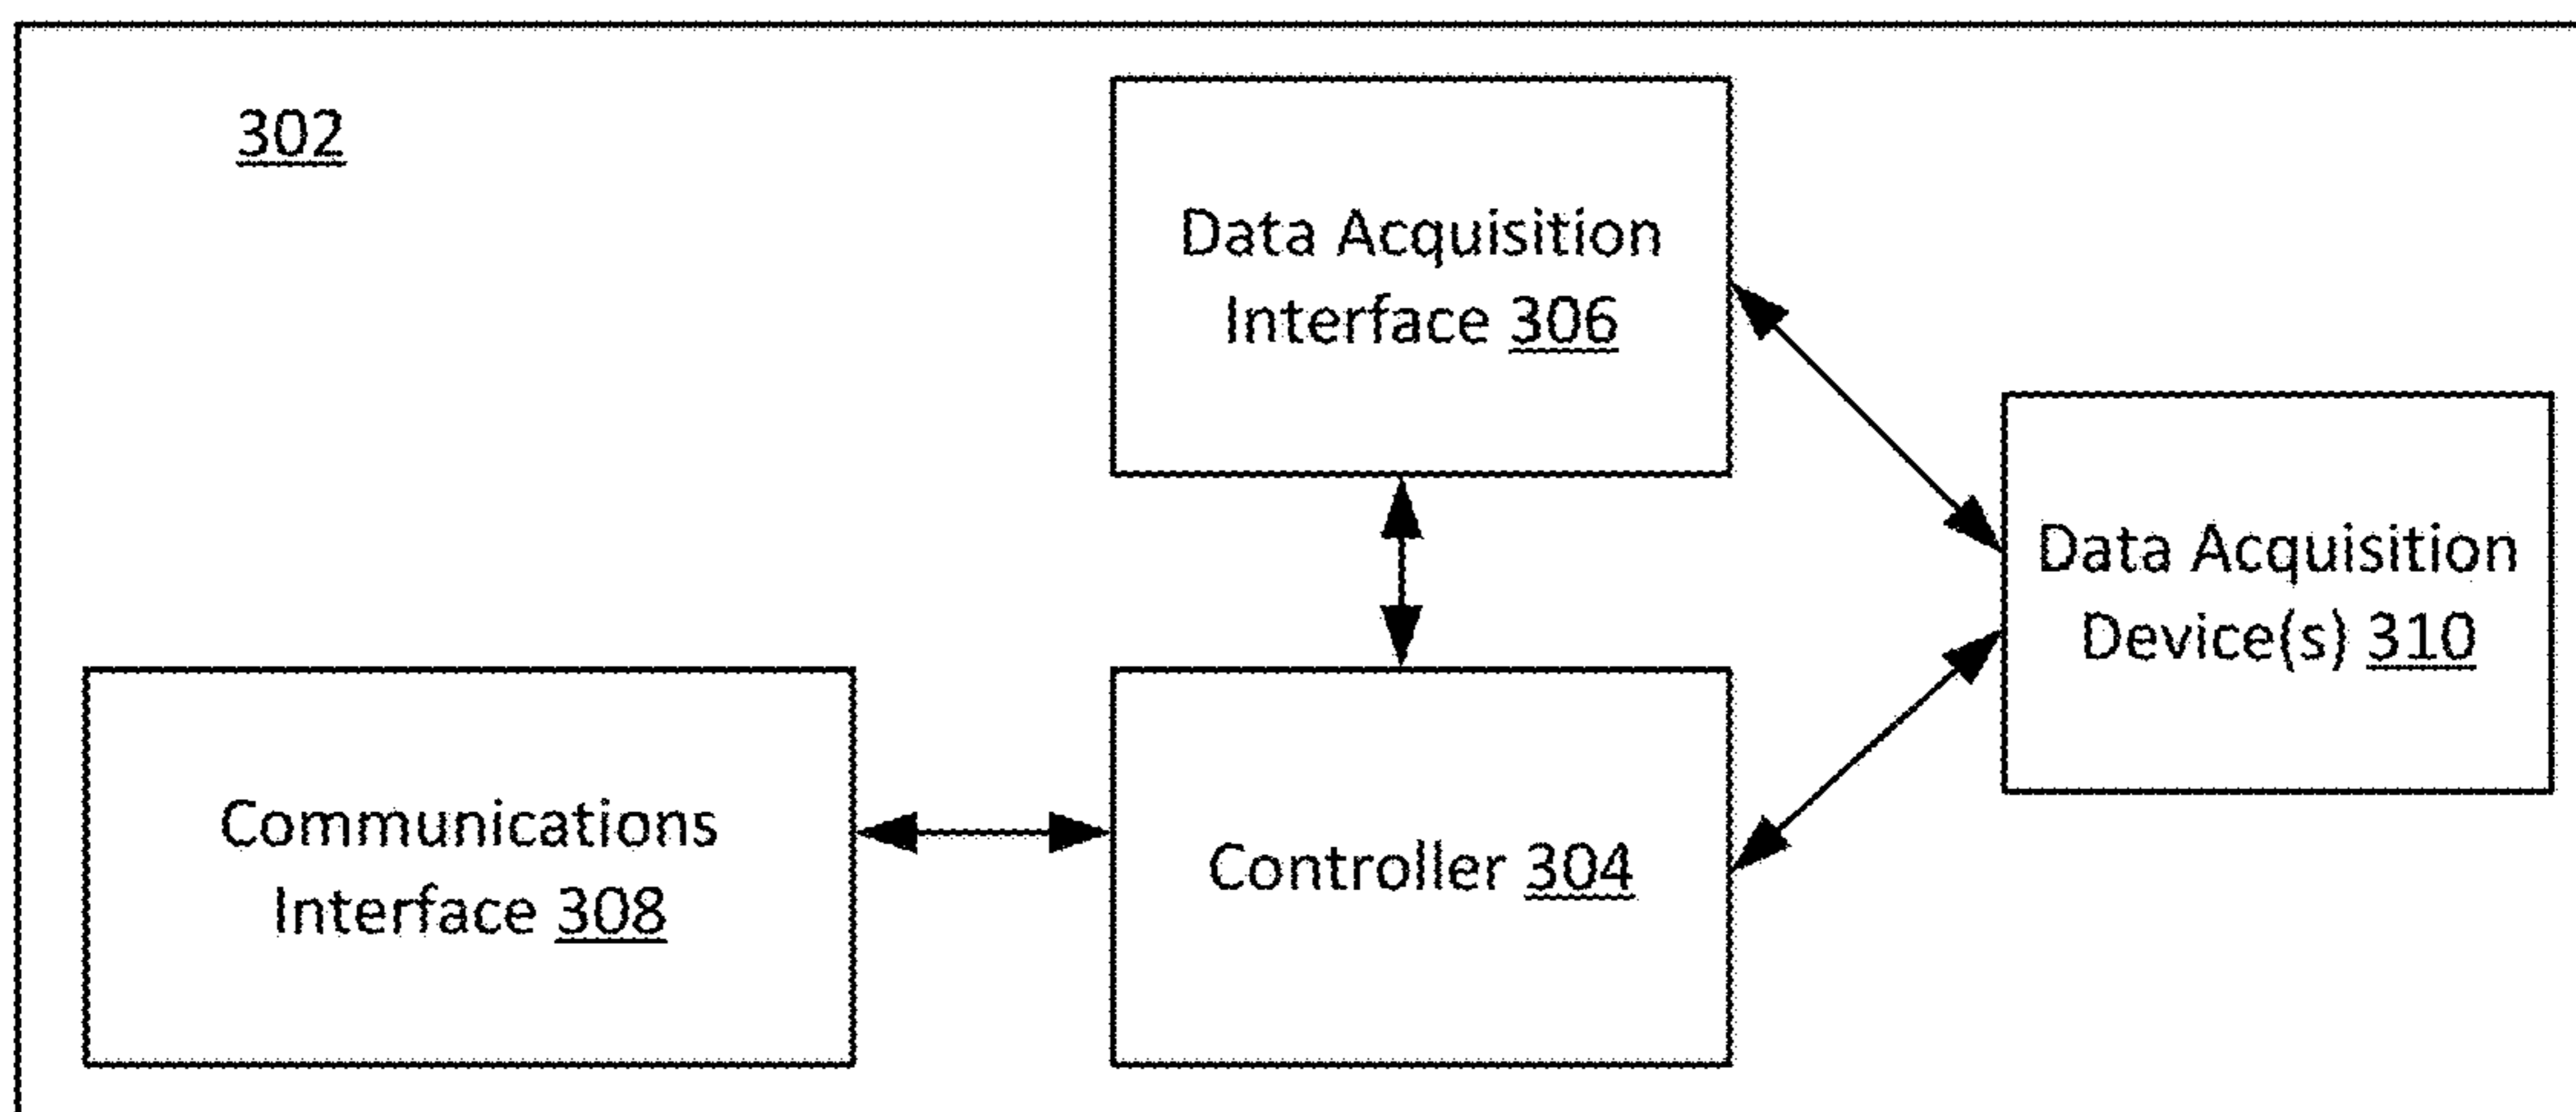 302
Data Acquisition
Interface 306
Data Acquisition
Device(s) 310
Communications
Interface 308
Controller 304